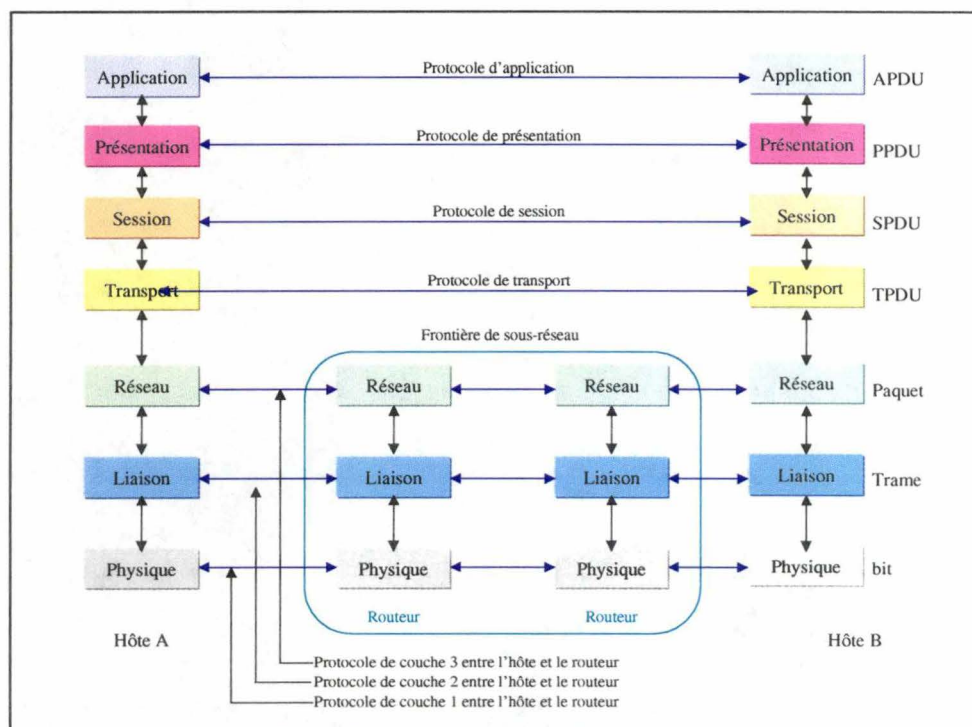 Application Protocole d'application Application APDU
Présentation Protocole de présentation Présentation PPDU
Session Protocole de session Session SPDU
Transport Protocole de transport Transport TPDU
Frontière de sous-réseau
Réseau Réseau Réseau Réseau Paquet
Liaison Liaison Liaison Liaison Trame
Physique Physique Physique Physique bit
Routeur Routeur
Hôte A Hôte B
Protocole de couche 3 entre l'hôte et le routeur
Protocole de couche 2 entre l'hôte et le routeur
Protocole de couche 1 entre l'hôte et le routeur